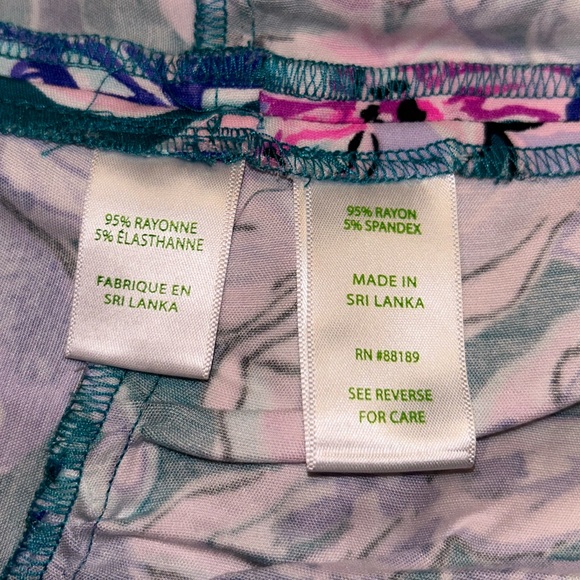 95% RAYONNE
5% ÉLASTHANNE
FABRIQUE EN
SRI LANKA
95% RAYON
5% SPANDEX
MADE IN
SRI LANKA
RN #88189
SEE REVERSE
FOR CARE